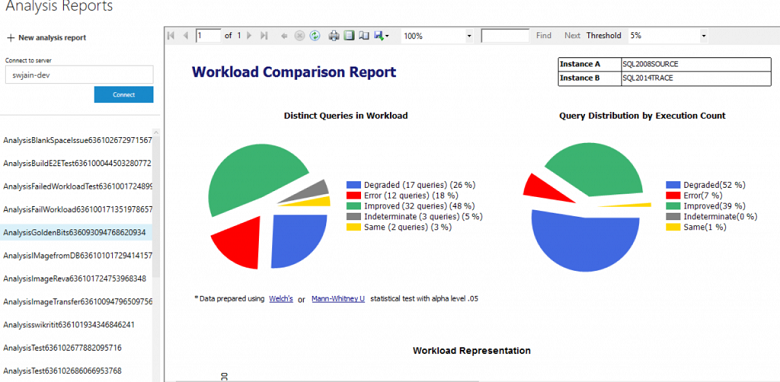 Analysis Reports
+ New analysis report
Connect to server
swjain-dev
Connect
AnalysisBlankSpaceIssue636102672971567
AnalysisBuildE2ETest636100044503280772
AnalysisFailedWorkloadTest6361001724899
AnalysisFailWorkload636100171351978657
AnalysisGoldenBits636093094768620934
AnalysisIMagefromDB636101017294141 57
AnalysisImageReva636101724753968348
AnalysisImageTransfer63610094796509756
Analysisswikritit636101934346846241
AnalysisTest636102677882095716
AnalysisTest636102686066953768
1 of 1 100% Find Next Threshold 5%
Workload Comparison Report
Instance A SQL2008SOURCE
Instance B SQL2014TRACE
Distinct Queries in Workload
Degraded (17 queries) (26 %)
Error (12 queries) (18 %)
Improved (32 queries) (48 %)
Indeterminate (3 queries) (5 %)
Same (2 queries) (3 %)
Query Distribution by Execution Count
Degraded(52 %)
Error(7 %)
Improved(39 %)
Indeterminate(0 %)
Same(1 %)
*Data prepared using Welch's or Mann-Whitney U statistical test with alpha level .05
Workload Representation